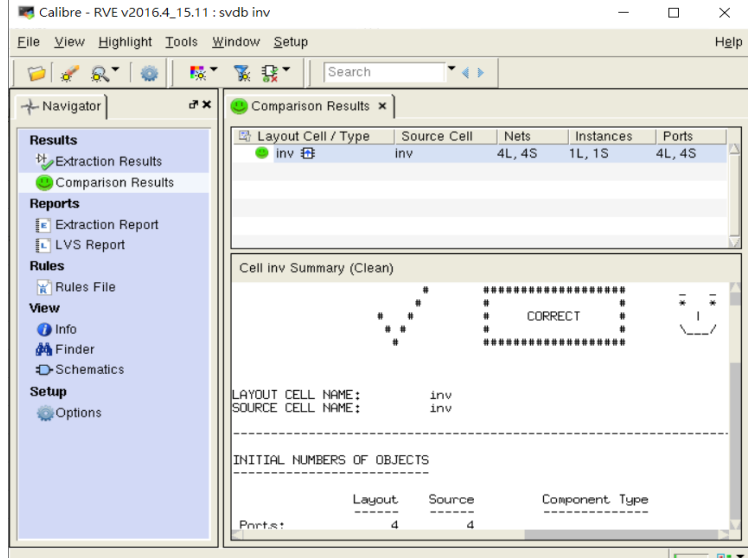 Calibre - RVE v2016.4_15.11 : svdb inv
File View Highlight Tools Window Setup Help
Search
Navigator
Results
Extraction Results
Comparison Results
Reports
Extraction Report
LVS Report
Rules
Rules File
View
Info
Finder
Schematics
Setup
Options
Comparison Results
Layout Cell / Type Source Cell Nets Instances Ports
inv inv 4L, 4S 1L, 1S 4L, 4S
Cell inv Summary (Clean)
# ################### _ _
# # # * *
# # # CORRECT # |
# # # # \___/
# ###################
LAYOUT CELL NAME: inv
SOURCE CELL NAME: inv
INITIAL NUMBERS OF OBJECTS
Layout Source Component Type
Ports: 4 4